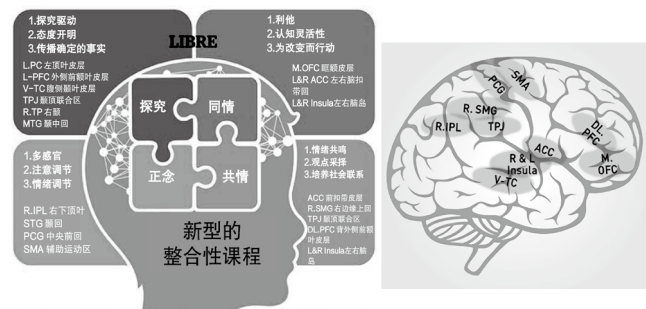 1.探究驱动
2.态度开明
3.传播确定的事实
L.PC 左顶叶皮层
L-PFC 外侧前额叶皮层
V-TC 腹侧颞叶皮层
TPJ 颞顶联合区
R.TP 右颞
MTG 颞中回
LIBRE
1.利他
2.认知灵活性
3.为改变而行动
M.OFC 眶额皮层
L&R ACC 左右脑扣
带回
L&R Insula左右脑岛
探究
同情
正念
共情
1.多感官
2.注意调节
3.情绪调节
R.IPL 右下顶叶
STG 颞回
PCG 中央前回
SMA 辅助运动区
1.情绪共鸣
2.观点采择
3.培养社会联系
ACC 前扣带皮层
R.SMG 右边缘上回
TPJ 颞顶联合区
DL.PFC 背外侧前额
叶皮层
L&R Insula左右脑
岛
新型的
整合性课程
SMA
PCG
R. SMG
R.IPL
TPJ
DL.
PFC
ACC
M.
OFC
R & L
Insula
V-TC